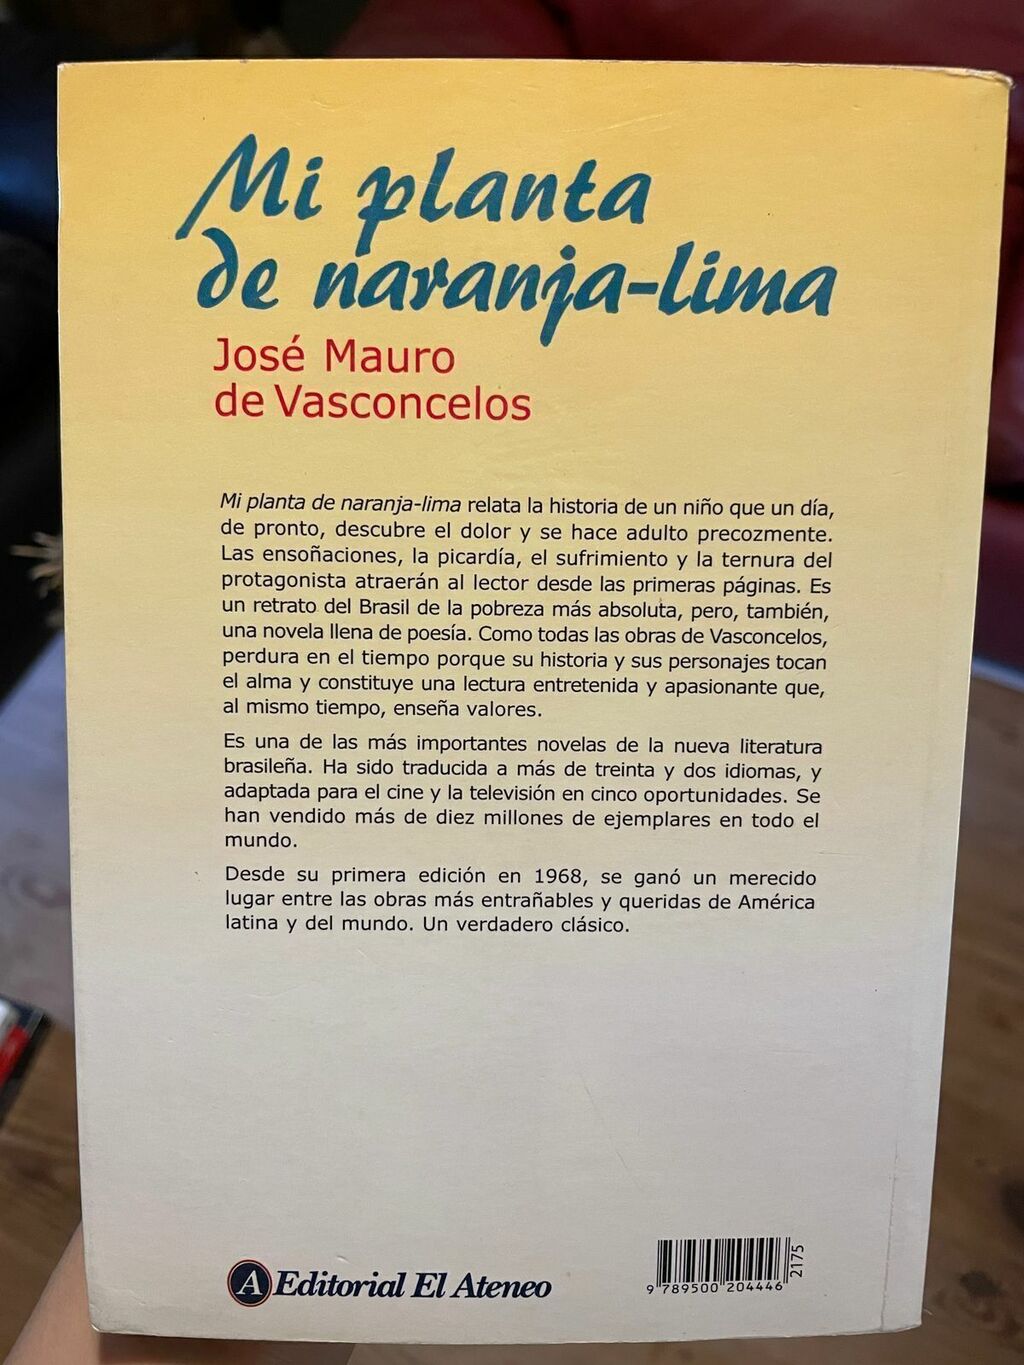 Mi planta
de naranja-lima
José Mauro
de Vasconcelos
Mi planta de naranja-lima relata la historia de un niño que un día,
de pronto, descubre el dolor y se hace adulto precozmente.
Las ensoñaciones, la picardía, el sufrimiento y la ternura del
protagonista atraerán al lector desde las primeras páginas. Es
un retrato del Brasil de la pobreza más absoluta, pero, también,
una novela llena de poesía. Como todas las obras de Vasconcelos,
perdura en el tiempo porque su historia y sus personajes tocan
el alma y constituye una lectura entretenida y apasionante que,
al mismo tiempo, enseña valores.
Es una de las más importantes novelas de la nueva literatura
brasileña. Ha sido traducida a más de treinta y dos idiomas, y
adaptada para el cine y la televisión en cinco oportunidades. Se
han vendido más de diez millones de ejemplares en todo el
mundo.
Desde su primera edición en 1968, se ganó un merecido
lugar entre las obras más entrañables y queridas de América
latina y del mundo. Un verdadero clásico.
A Editorial El Ateneo
9 789500 204446
2175